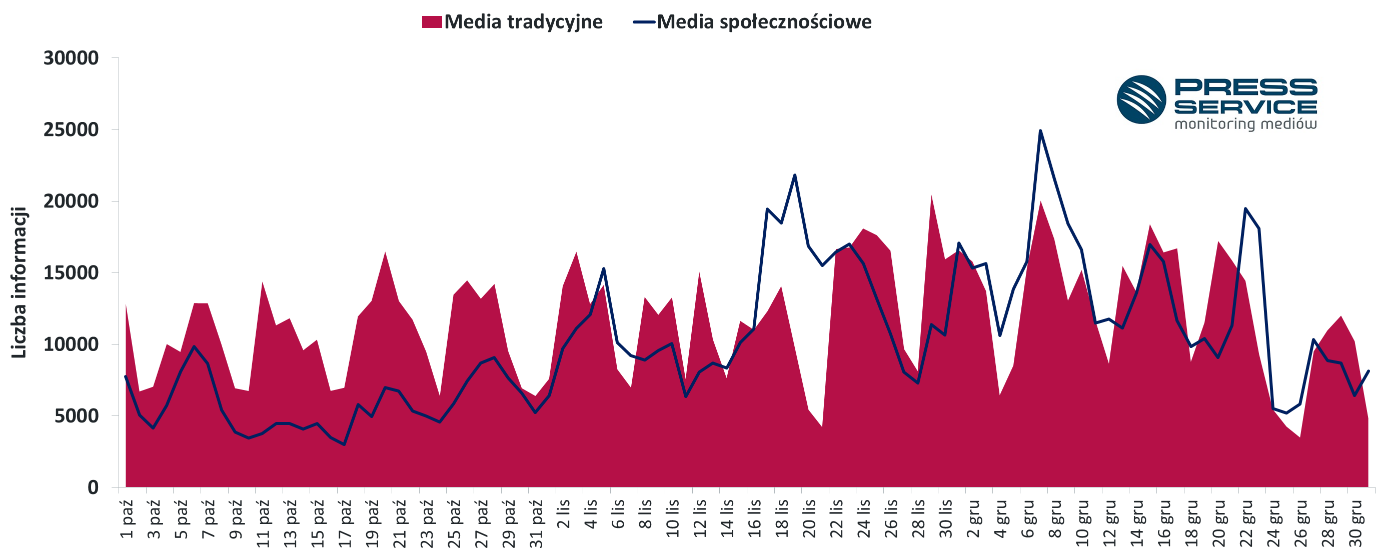 Media tradycyjne
Media społecznościowe
30000
25000
20000
15000
10000
5000
0
Liczba informacji
PRESS
SERVICE
monitoring mediów
1 paź
3 paź
5 paź
7 paź
9 paź
11 paź
13 paź
15 paź
17 paź
19 paź
21 paź
23 paź
25 paź
27 paź
29 paź
31 paź
2 lis
4 lis
6 lis
8 lis
10 lis
12 lis
14 lis
16 lis
18 lis
20 lis
22 lis
24 lis
26 lis
28 lis
30 lis
2 gru
4 gru
6 gru
8 gru
10 gru
12 gru
14 gru
16 gru
18 gru
20 gru
22 gru
24 gru
26 gru
28 gru
30 gru